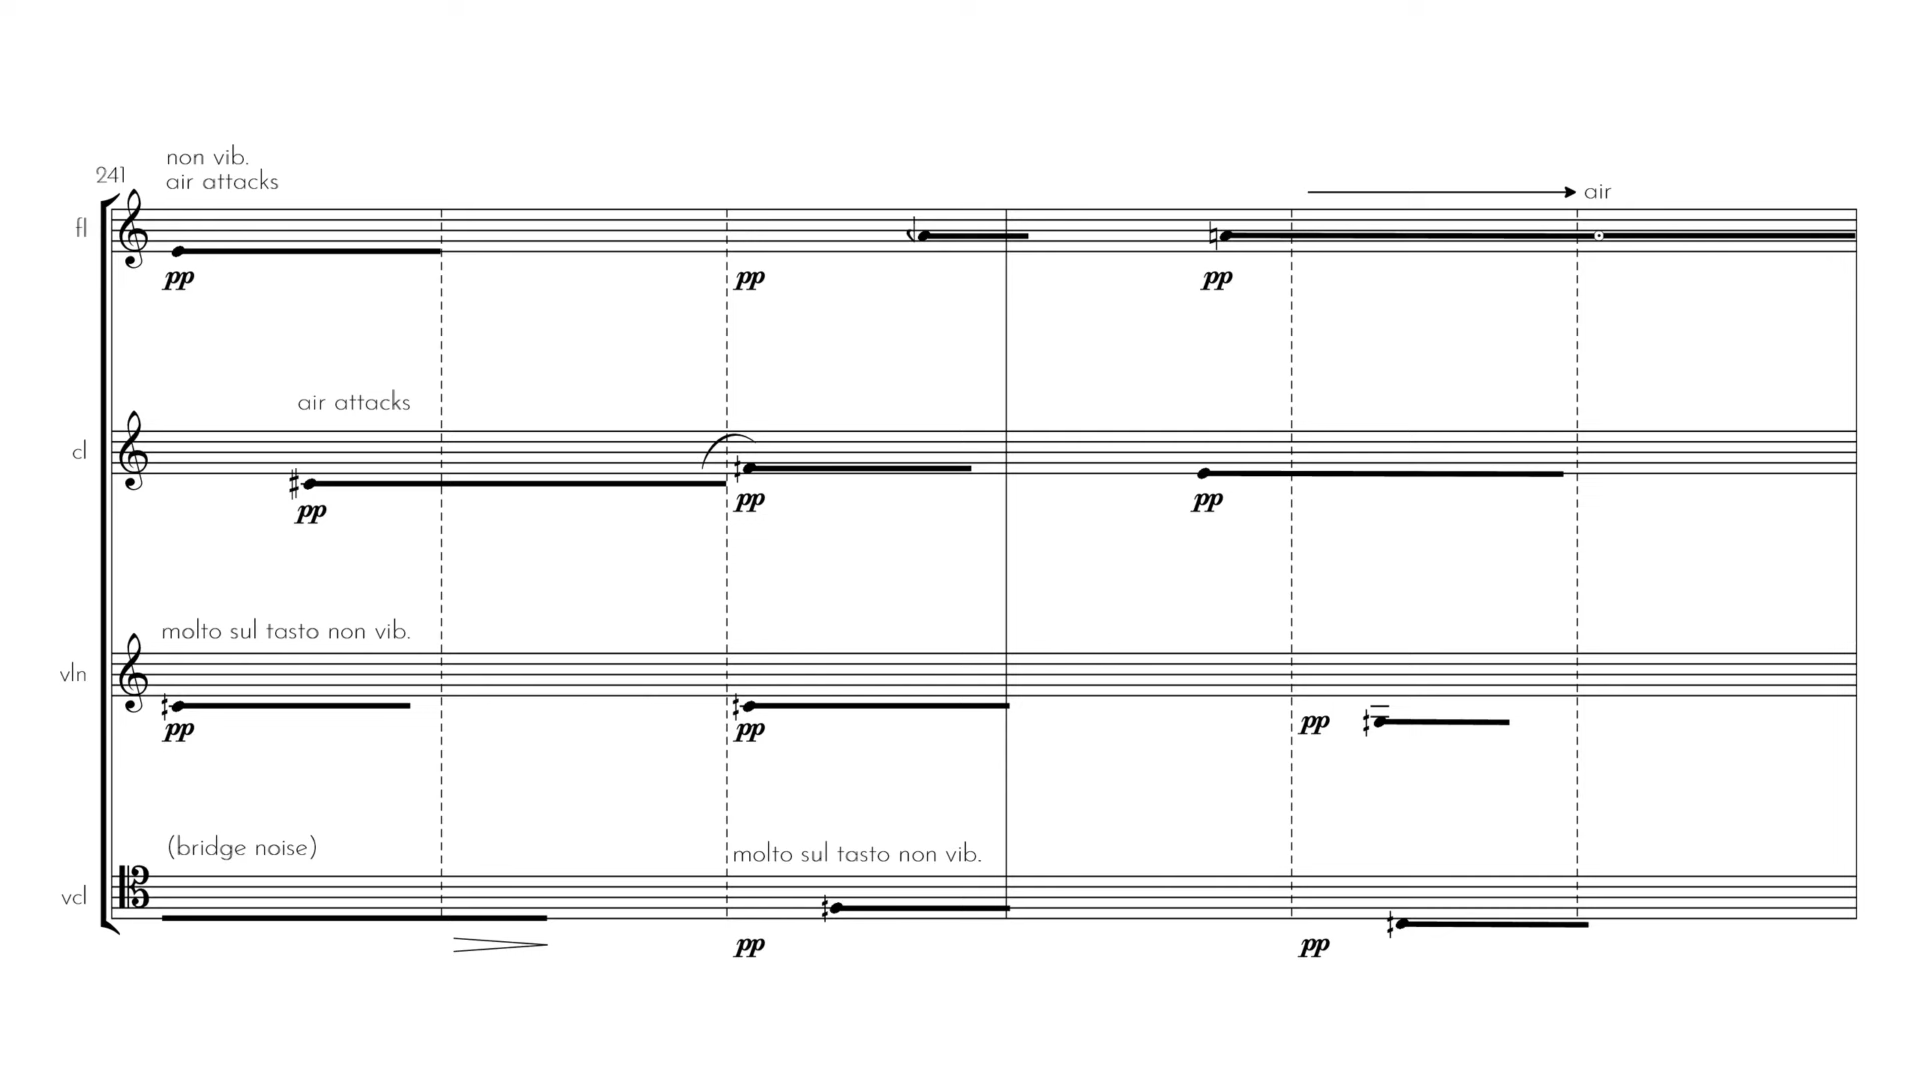 non vib.
241
air attacks
air
fl
pp pp pp
air attacks
cl
pp pp
pp
molto sul tasto non vib.
vln
pp pp pp
(bridge noise)
molto sul tasto non vib.
vcl
pp pp